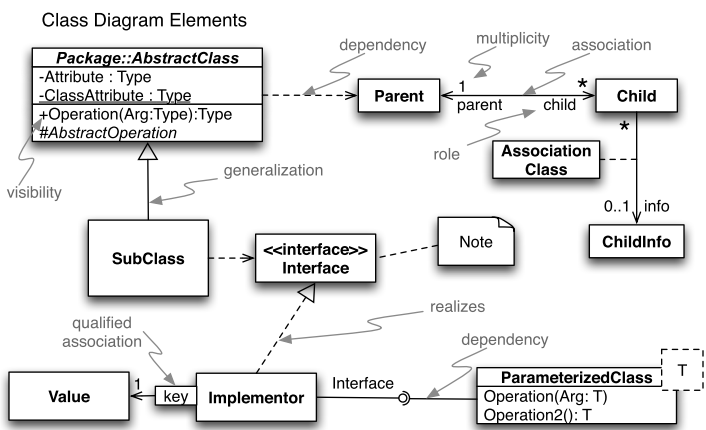 Class Diagram Elements
Package::AbstractClass
-Attribute : Type
-ClassAttribute : Type
+Operation(Arg:Type):Type
#AbstractOperation
visibility
dependency
multiplicity
association
Parent
1
parent
child
*
Child
role
*
Association
Class
0..1
info
ChildInfo
generalization
SubClass
<<interface>>
Interface
Note
realizes
qualified
association
dependency
Value
1
key
Implementor
Interface
ParameterizedClass
T
Operation(Arg: T)
Operation2(): T